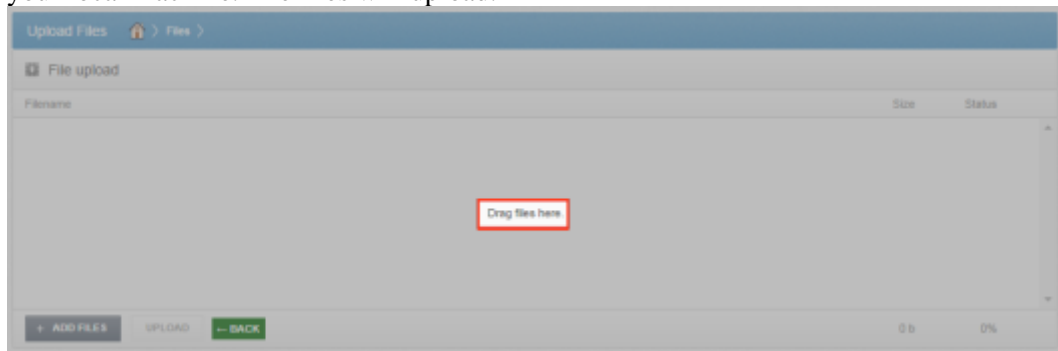 Upload Files > Files >
File upload
Filename Size Status
Drag files here.
+ ADD FILES UPLOAD ← BACK 0 b 0%